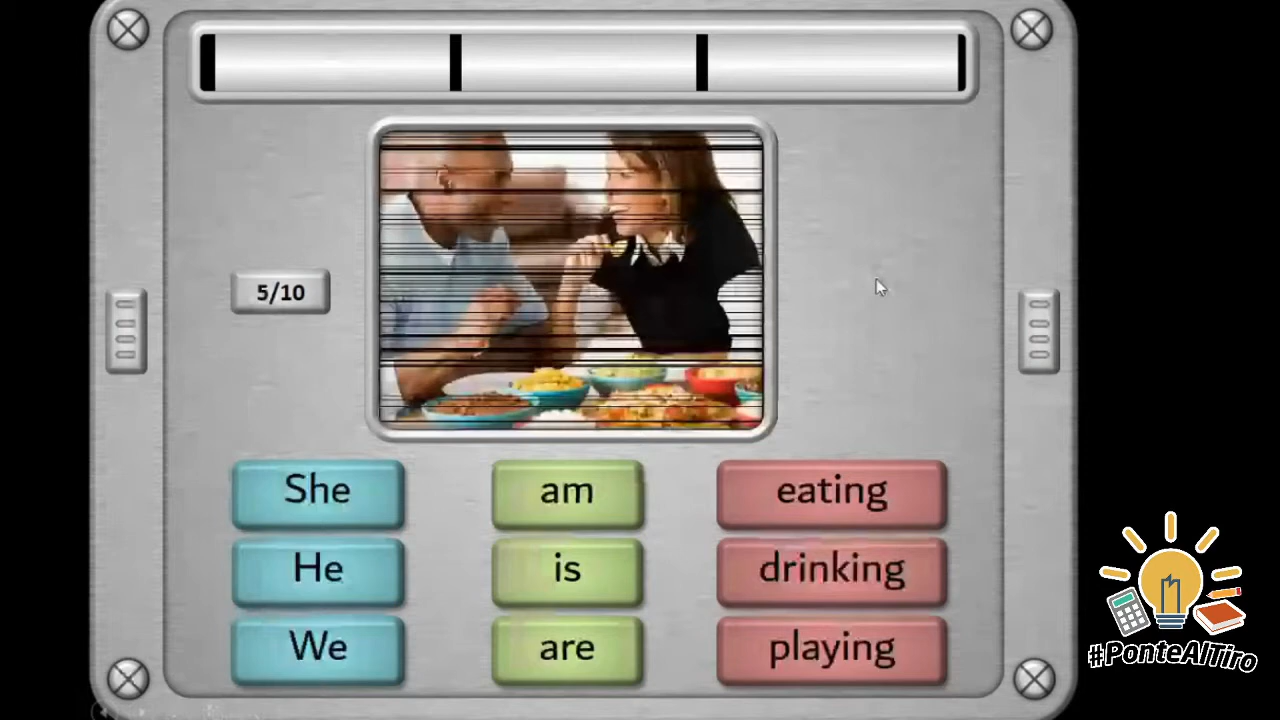 5/10
She am eating
He is drinking
We are playing
#PonteAlTiro